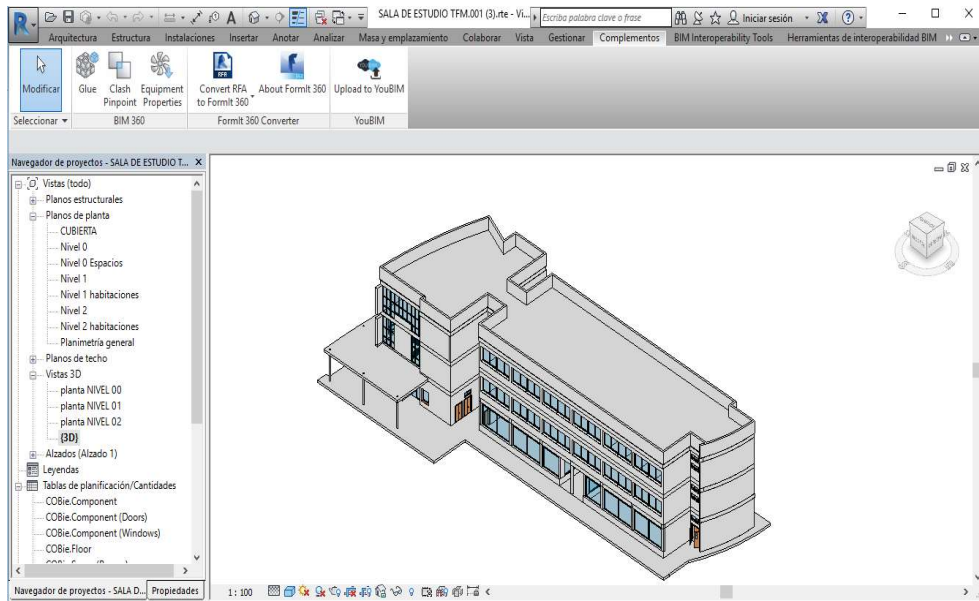 SALA DE ESTUDIO TFM.001 (3).rte - Vi...
Escriba palabra clave o frase
Iniciar sesión
Arquitectura Estructura Instalaciones Insertar Anotar Analizar Masa y emplazamiento Colaborar Vista Gestionar Complementos BIM Interoperability Tools Herramientas de interoperabilidad BIM
Modificar
Glue
Clash Pinpoint
Equipment Properties
Convert RFA to FormIt 360
About FormIt 360
Upload to YouBIM
Seleccionar
BIM 360
FormIt 360 Converter
YouBIM
Navegador de proyectos - SALA DE ESTUDIO T...
Vistas (todo)
Planos estructurales
Planos de planta
CUBIERTA
Nivel 0
Nivel 0 Espacios
Nivel 1
Nivel 1 habitaciones
Nivel 2
Nivel 2 habitaciones
Planimetría general
Planos de techo
Vistas 3D
planta NIVEL 00
planta NIVEL 01
planta NIVEL 02
{3D}
Alzados (Alzado 1)
Leyendas
Tablas de planificación/Cantidades
COBie.Component
COBie.Component (Doors)
COBie.Component (Windows)
COBie.Floor
Navegador de proyectos - SALA D...
Propiedades
1 : 100